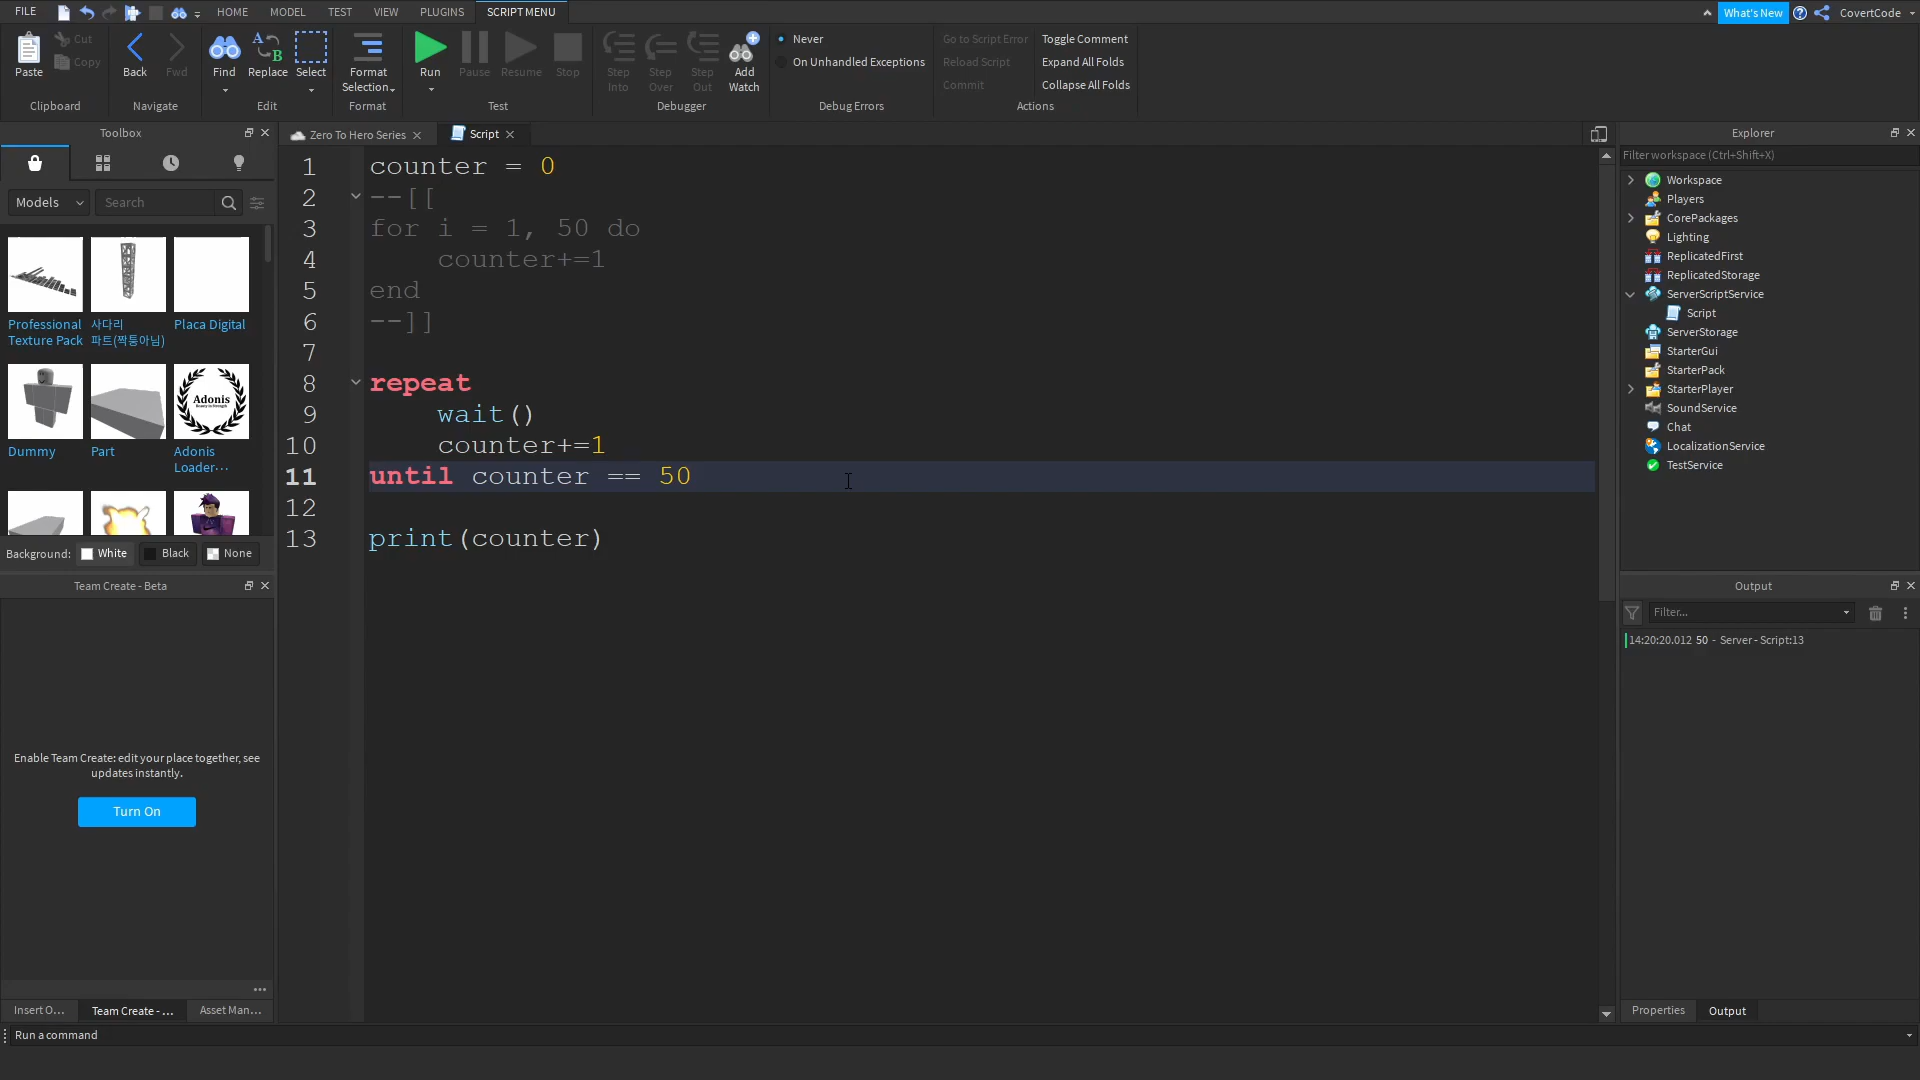 FILE HOME MODEL TEST VIEW PLUGINS SCRIPT MENU What's New CovertCode
Paste Cut Copy Clipboard
Back Fwd Navigate
Find Replace Select Edit
Format Selection Format
Run Pause Resume Stop Test
Step Into Step Over Step Out Add Watch Debugger
Never
On Unhandled Exceptions
Debug Errors
Go to Script Error Toggle Comment
Reload Script Expand All Folds
Commit Collapse All Folds
Actions
Toolbox
Models Search
Professional Texture Pack
사다리 파트(짝퉁아님)
Placa Digital
Adonis
Dummy
Part
Adonis Loader...
Background: White Black None
Team Create - Beta
Enable Team Create: edit your place together, see
updates instantly.
Turn On
...
Insert O... Team Create - ... Asset Man...
Run a command
Zero To Hero Series Script
1 counter = 0
2 --[[
3 for i = 1, 50 do
4 counter+=1
5 end
6 --]]
7
8 repeat
9 wait()
10 counter+=1
11 until counter == 50
12
13 print(counter)
Explorer
Filter workspace (Ctrl+Shift+X)
Workspace
Players
CorePackages
Lighting
ReplicatedFirst
ReplicatedStorage
ServerScriptService
Script
ServerStorage
StarterGui
StarterPack
StarterPlayer
SoundService
Chat
LocalizationService
TestService
Output
Filter...
14:20:20.012 50 - Server - Script:13
Properties Output